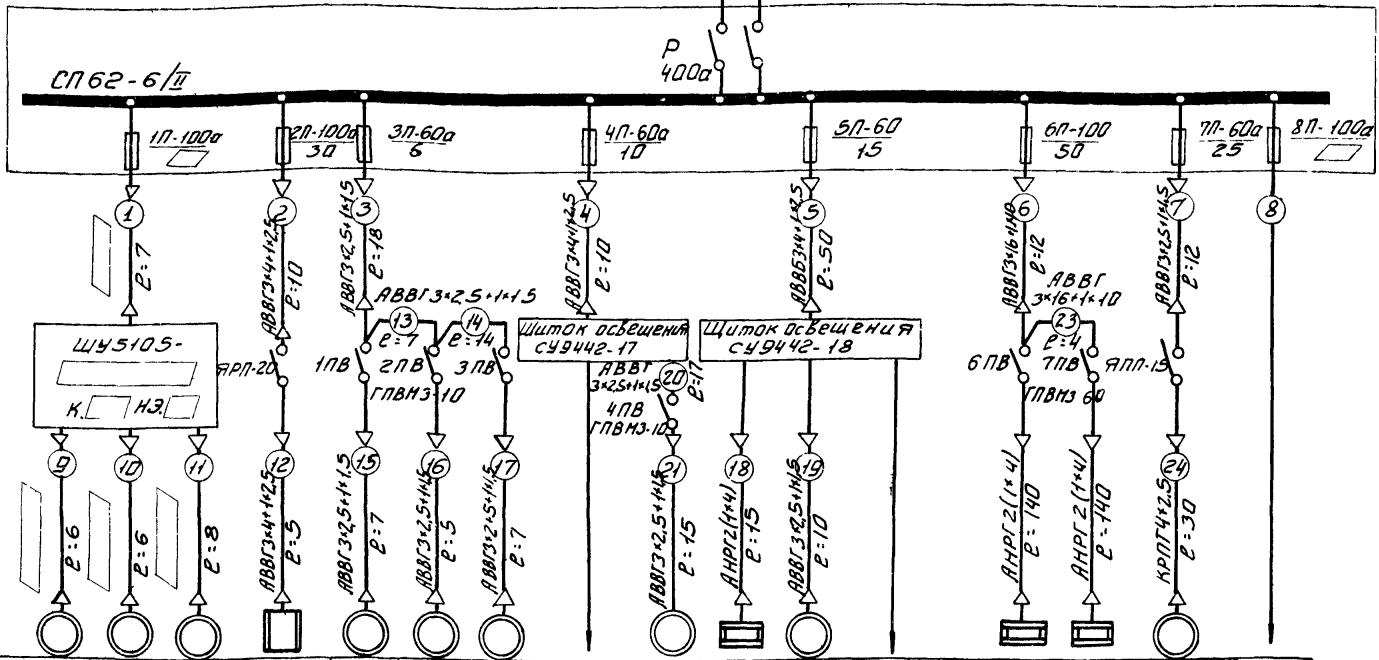 Р
400а
СП62-6/II
1П-100а
2П-100а
30
3П-60а
6
4П-60а
10
5П-60
15
6П-100
50
7П-60а
25
8П-100а
1
2
3
4
5
6
7
8
ℓ=7
АВВГ3×4+1×2,5
ℓ=10
АВВГ3×2,5+1×1,5
ℓ=18
АВВГ3×4+1×2,5
ℓ=10
АВВБ3×4+1×2,5
ℓ=50
АВВГ3×16+1×10
ℓ=12
АВВГ3×2,5+1×1,5
ℓ=12
АВВГ3×2,5+1×1,5
13
ℓ=7
14
ℓ=14
АВВГ
3×16+1×10
23
ℓ=4
ШУ5105-
К. НЭ.
ЯРП-20
1ПВ
2ПВ
3ПВ
ГПВМ3-10
Щиток освещения
СУ9442-17
АВВГ
3×2,5+1×1,5
20
ℓ=17
4ПВ
ГПВМ3-10
Щиток освещения
СУ9442-18
6ПВ
7ПВ
ГПВМ3 60
ЯПП-15
9
10
11
12
15
16
17
21
18
19
24
ℓ=6
ℓ=6
ℓ=8
АВВГ3×4+1×2,5
ℓ=5
АВВГ3×2,5+1×1,5
ℓ=7
АВВГ3×2,5+1×1,5
ℓ=5
АВВГ3×2,5+1×1,5
ℓ=7
АВВГ3×2,5+1×1,5
ℓ=15
АНРГ2(1×4)
ℓ=15
АВВГ3×2,5+1×1,5
ℓ=10
АНРГ2(1×4)
ℓ=140
АНРГ2(1×4)
ℓ=140
КРПТ4×2,5
ℓ=30